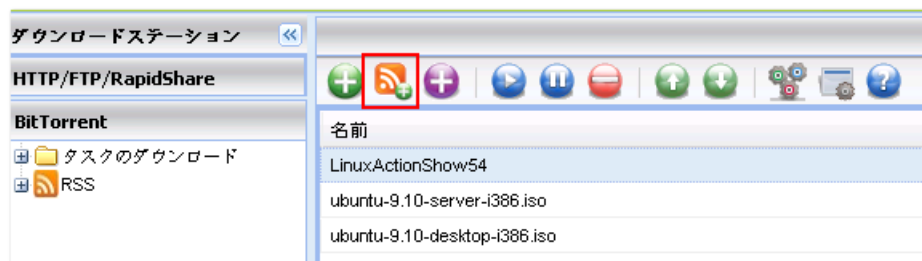 ダウンロードステーション
HTTP/FTP/RapidShare
BitTorrent
タスクのダウンロード
RSS
名前
LinuxActionShow54
ubuntu-9.10-server-i386.iso
ubuntu-9.10-desktop-i386.iso